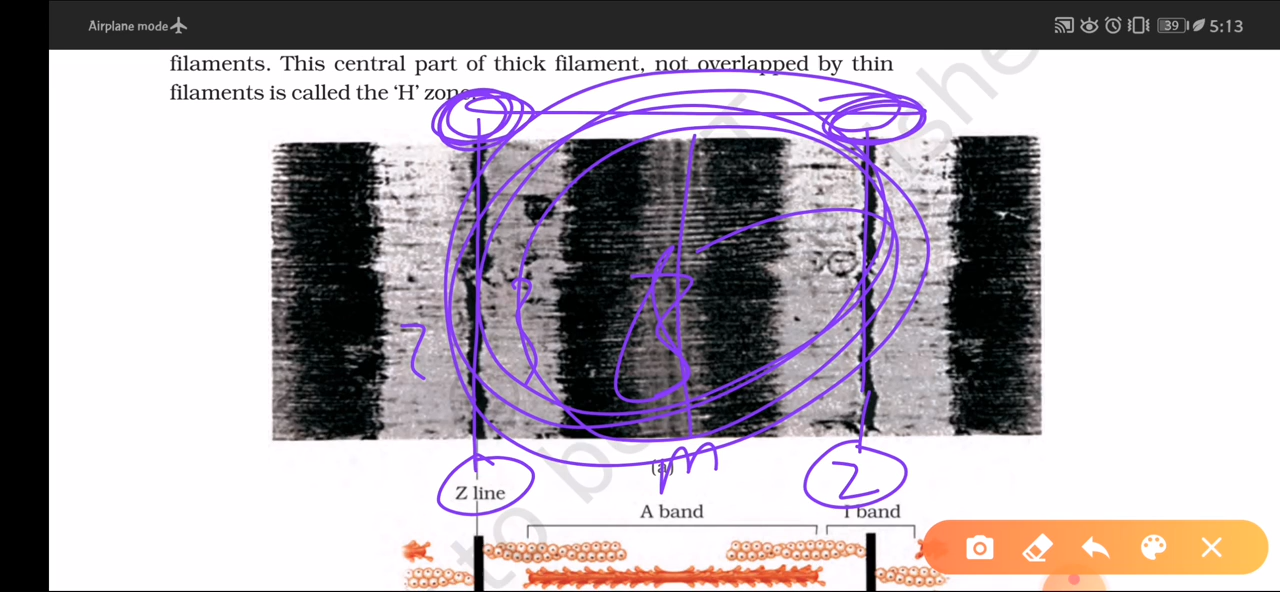 Airplane mode
39 5:13
filaments. This central part of thick filament, not overlapped by thin
filaments is called the ‘H’ zone
(a)
m
Z
Z line
A band
I band